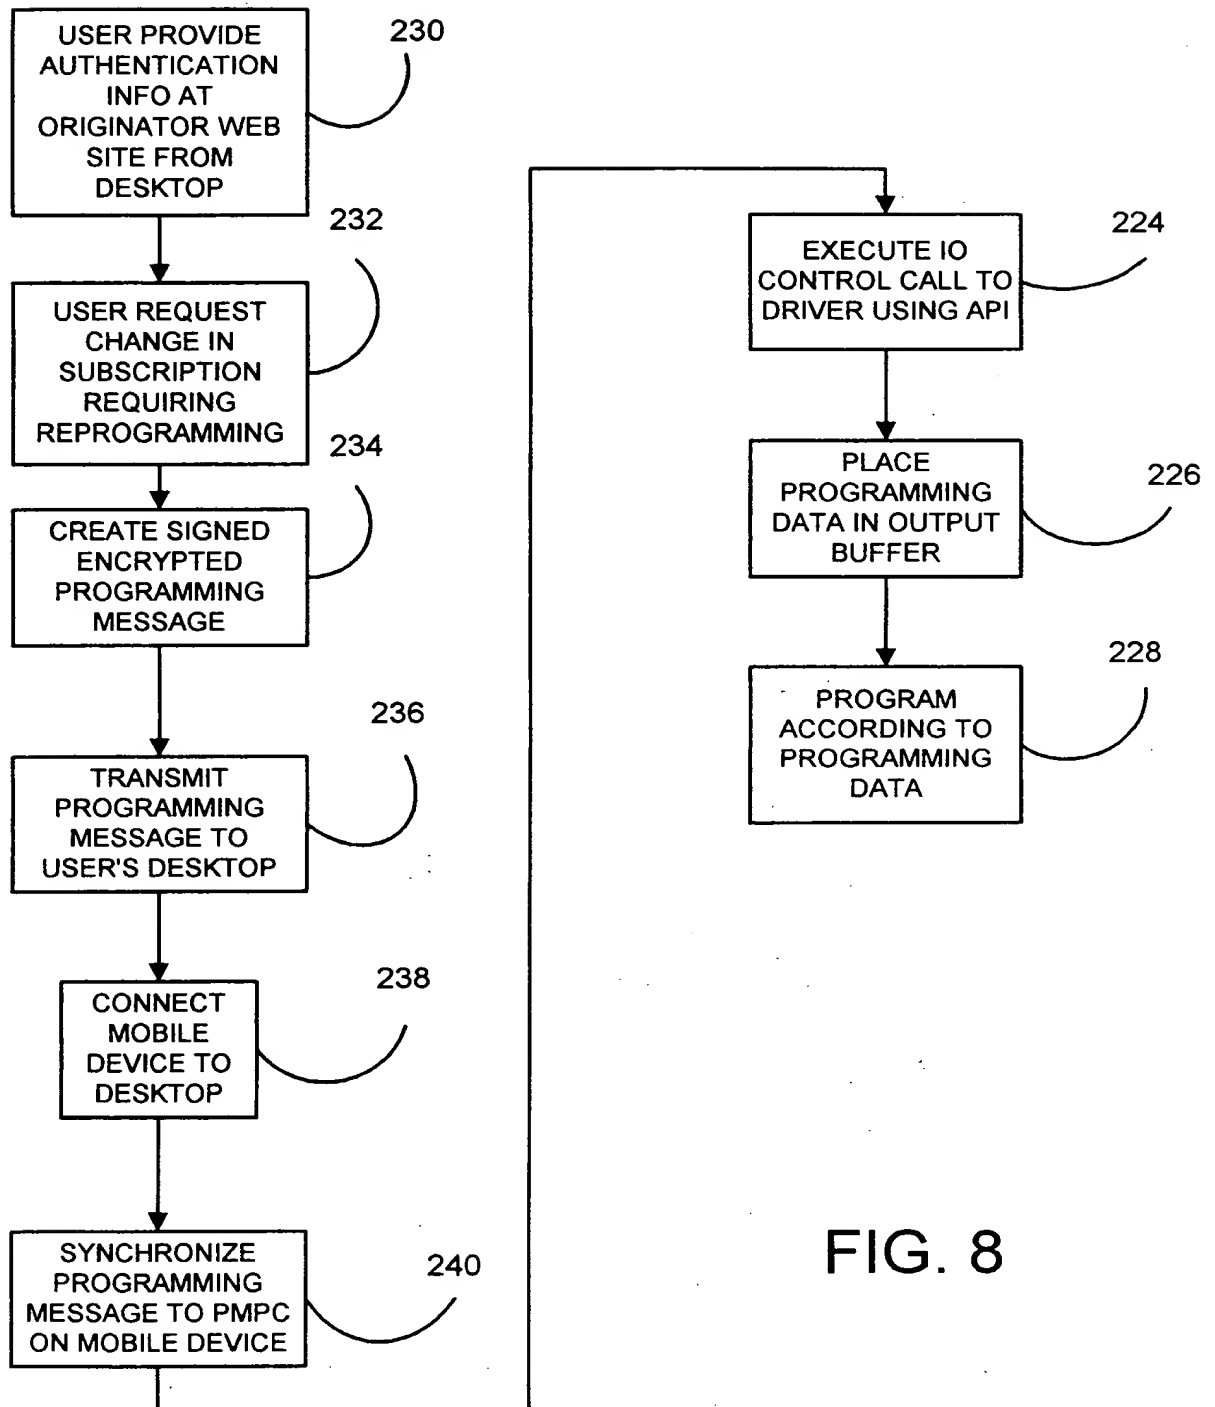 USER PROVIDE
AUTHENTICATION
INFO AT
ORIGINATOR WEB
SITE FROM
DESKTOP
230
232
USER REQUEST
CHANGE IN
SUBSCRIPTION
REQUIRING
REPROGRAMMING
234
CREATE SIGNED
ENCRYPTED
PROGRAMMING
MESSAGE
236
TRANSMIT
PROGRAMMING
MESSAGE TO
USER'S DESKTOP
238
CONNECT
MOBILE
DEVICE TO
DESKTOP
SYNCHRONIZE
PROGRAMMING
MESSAGE TO PMPC
ON MOBILE DEVICE
240
224
EXECUTE IO
CONTROL CALL TO
DRIVER USING API
PLACE
PROGRAMMING
DATA IN OUTPUT
BUFFER
226
228
PROGRAM
ACCORDING TO
PROGRAMMING
DATA
FIG. 8